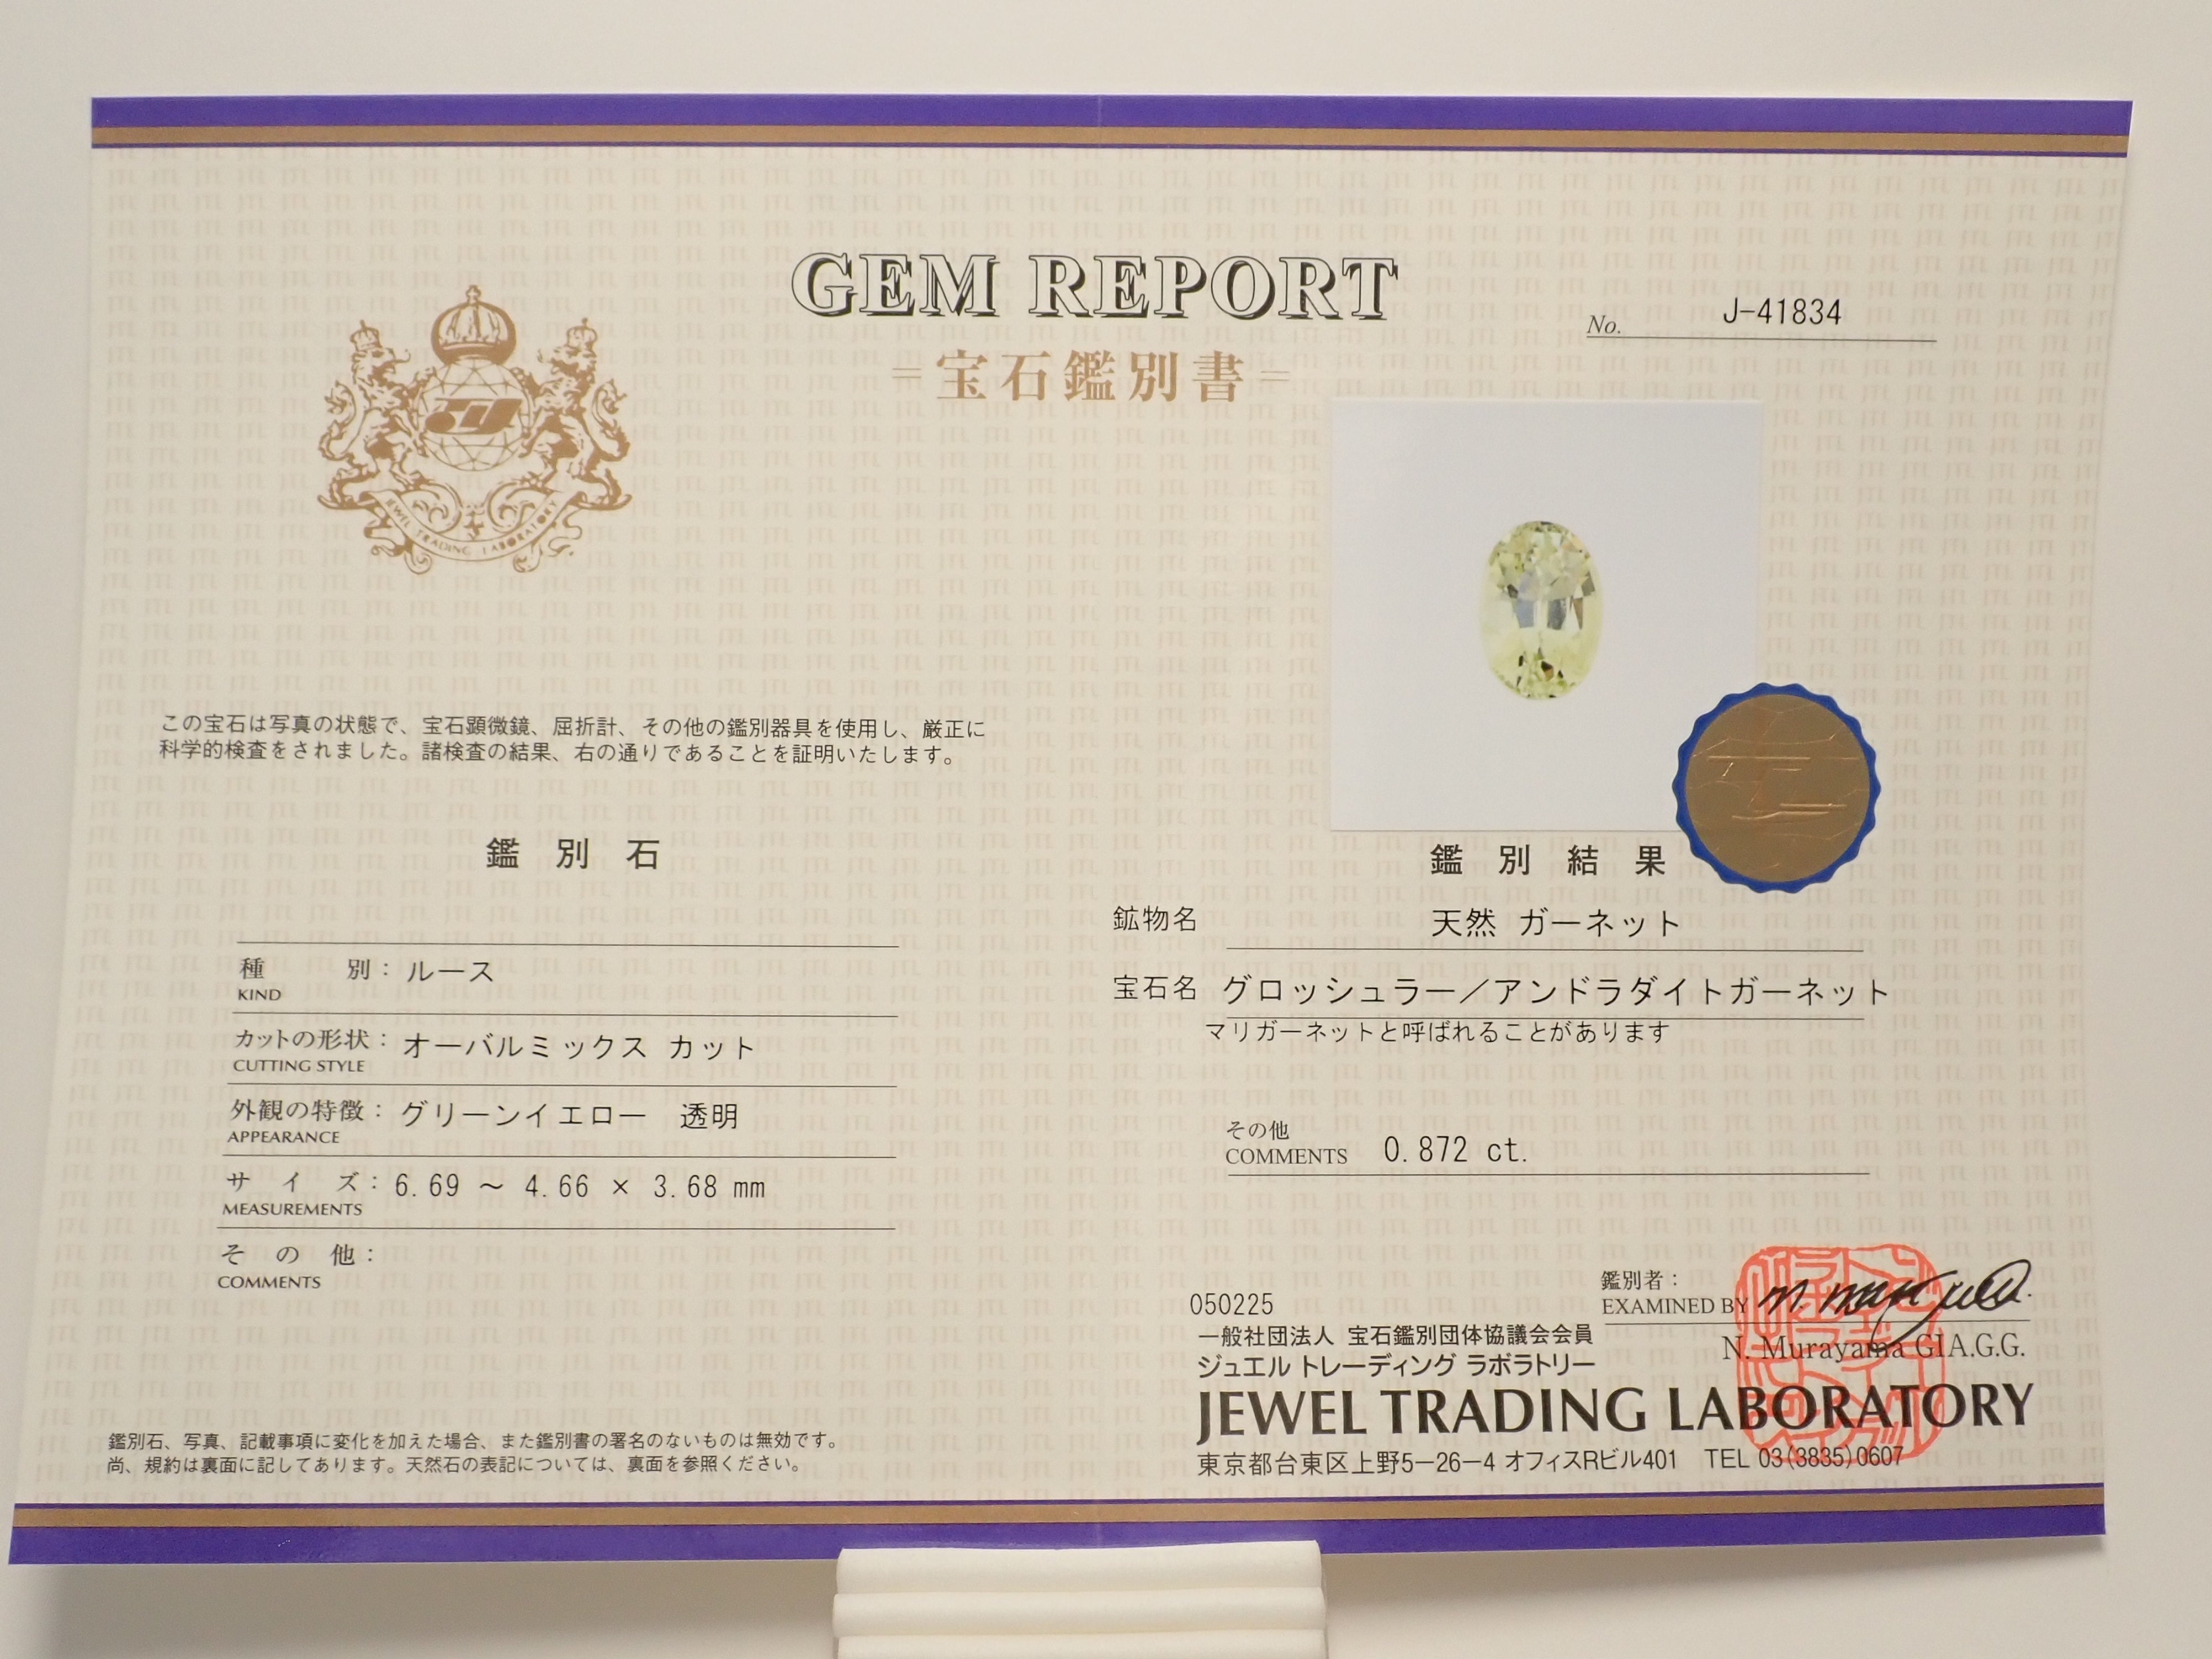 GEM REPORT
=宝石鑑別書=
No. J-41834
JEWEL TRADING LABORATORY
この宝石は写真の状態で、宝石顕微鏡、屈折計、その他の鑑別器具を使用し、厳正に
科学的検査をされました。諸検査の結果、右の通りであることを証明いたします。
鑑別石
種別:ルース
KIND
カットの形状:オーバルミックス カット
CUTTING STYLE
外観の特徴:グリーンイエロー 透明
APPEARANCE
サイズ:6.69 ～ 4.66 × 3.68 mm
MEASUREMENTS
その他:
COMMENTS
鑑別石、写真、記載事項に変化を加えた場合、また鑑別書の署名のないものは無効です。
尚、規約は裏面に記してあります。天然石の表記については、裏面を参照ください。
鑑別結果
鉱物名 天然 ガーネット
宝石名 グロッシュラー／アンドラダイトガーネット
マリガーネットと呼ばれることがあります
その他
COMMENTS 0.872 ct.
鑑別者:
EXAMINED BY
N. Murayama GIA.G.G.
050225
一般社団法人 宝石鑑別団体協議会会員
ジュエル トレーディング ラボラトリー
JEWEL TRADING LABORATORY
東京都台東区上野5−26−4 オフィスRビル401 TEL 03(3835)0607